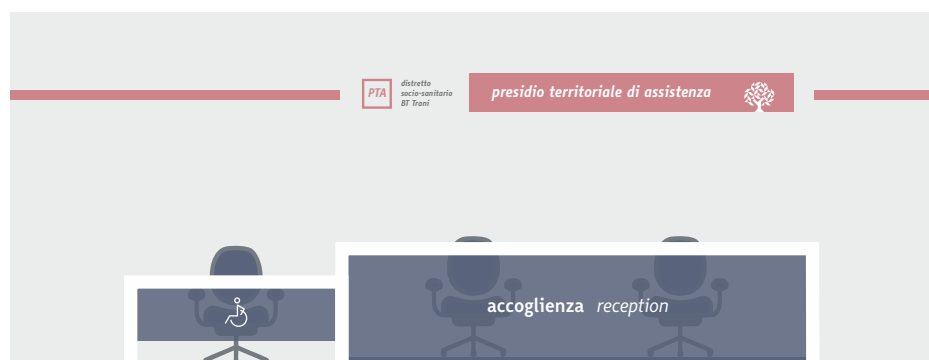 PTA
distretto
socio-sanitario
BT Trani
presidio territoriale di assistenza
accoglienza reception